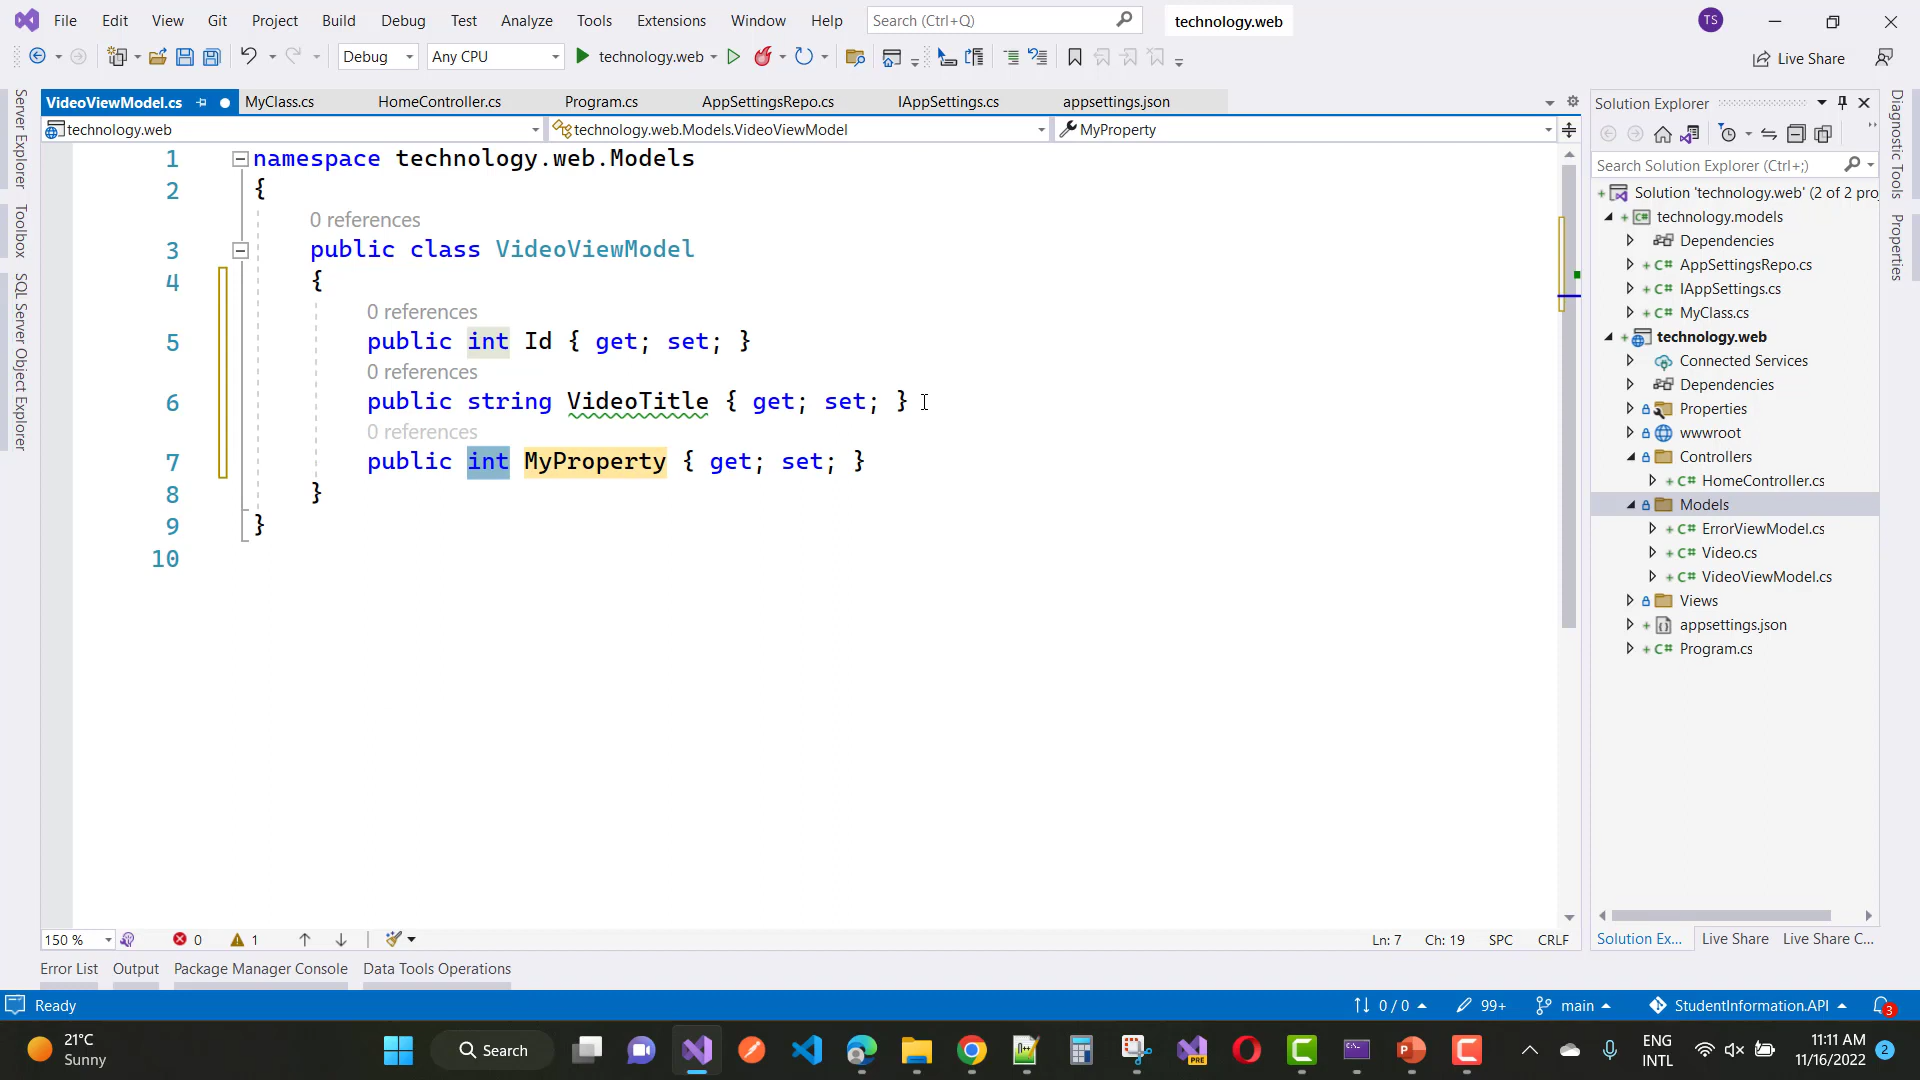 File Edit View Git Project Build Debug Test Analyze Tools Extensions Window Help Search (Ctrl+Q) technology.web TS
Debug Any CPU technology.web Live Share
VideoViewModel.cs MyClass.cs HomeController.cs Program.cs AppSettingsRepo.cs IAppSettings.cs appsettings.json
technology.web technology.web.Models.VideoViewModel MyProperty
Server Explorer
Toolbox
SQL Server Object Explorer
1 namespace technology.web.Models
2 {
0 references
3 public class VideoViewModel
4 {
0 references
5 public int Id { get; set; }
0 references
6 public string VideoTitle { get; set; }
0 references
7 public int MyProperty { get; set; }
8 }
9 }
10
150 % 0 1 Ln: 7 Ch: 19 SPC CRLF
Solution Explorer
Search Solution Explorer (Ctrl+;)
Solution 'technology.web' (2 of 2 pro
technology.models
Dependencies
C# AppSettingsRepo.cs
C# IAppSettings.cs
C# MyClass.cs
technology.web
Connected Services
Dependencies
Properties
wwwroot
Controllers
C# HomeController.cs
Models
C# ErrorViewModel.cs
C# Video.cs
C# VideoViewModel.cs
Views
appsettings.json
C# Program.cs
Solution Ex... Live Share Live Share C...
Diagnostic Tools
Properties
Error List Output Package Manager Console Data Tools Operations
Ready 0 / 0 99+ main StudentInformation.API 3
21°C
Sunny
Search
PRE
ENG
INTL
11:11 AM
11/16/2022
2